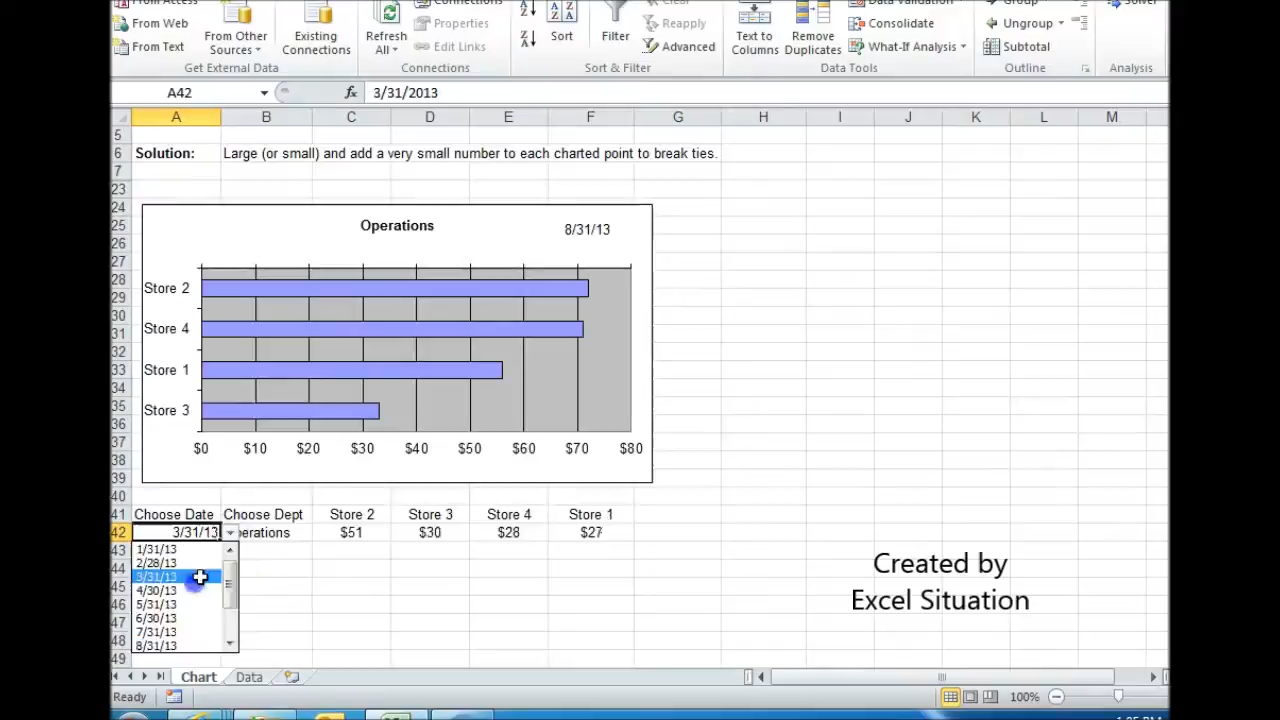 From Access
From Web
From Text
From Other
Sources
Existing
Connections
Get External Data
Refresh
All
Connections
Properties
Edit Links
Connections
Sort
Filter
Clear
Reapply
Advanced
Sort & Filter
Text to
Columns
Remove
Duplicates
Data Validation
Consolidate
What-If Analysis
Data Tools
Group
Ungroup
Subtotal
Outline
Solver
Analysis
A42 fx 3/31/2013
A B C D E F G H I J K L M
5
6 Solution: Large (or small) and add a very small number to each charted point to break ties.
7
23
24
25
26
27
28
29
30
31
32
33
34
35
36
37
38
39
40
Operations
8/31/13
Store 2
Store 4
Store 1
Store 3
$0 $10 $20 $30 $40 $50 $60 $70 $80
41 Choose Date Choose Dept Store 2 Store 3 Store 4 Store 1
42 3/31/13 perations $51 $30 $28 $27
43
44
45
46
47
48
49
1/31/13
2/28/13
3/31/13
4/30/13
5/31/13
6/30/13
7/31/13
8/31/13
Created by
Excel Situation
Chart Data
Ready 100%